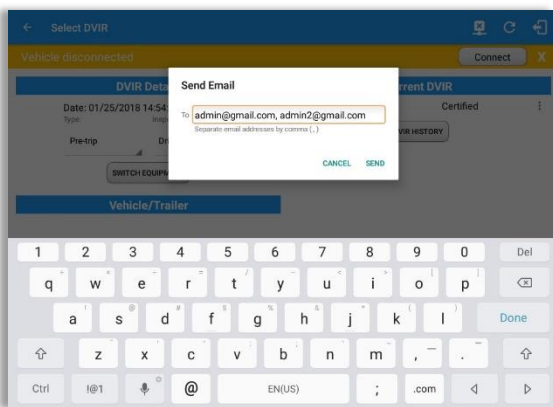 Select DVIR
Vehicle disconnected
Connect X
DVIR Deta
rrent DVIR
Send Email
Date: 01/25/2018 14:54:
Certified
To admin@gmail.com, admin2@gmail.com
Separate email addresses by comma ( , )
Type:
Pre-trip
VIR HISTORY
CANCEL SEND
SWITCH EQUIPM
Vehicle/Trailer
1 2 3 4 5 6 7 8 9 0 Del
q w e r t y u i o p
a s d f g h j k l Done
z x c v b n m , .
Ctrl !@1 @ EN(US) ; .com